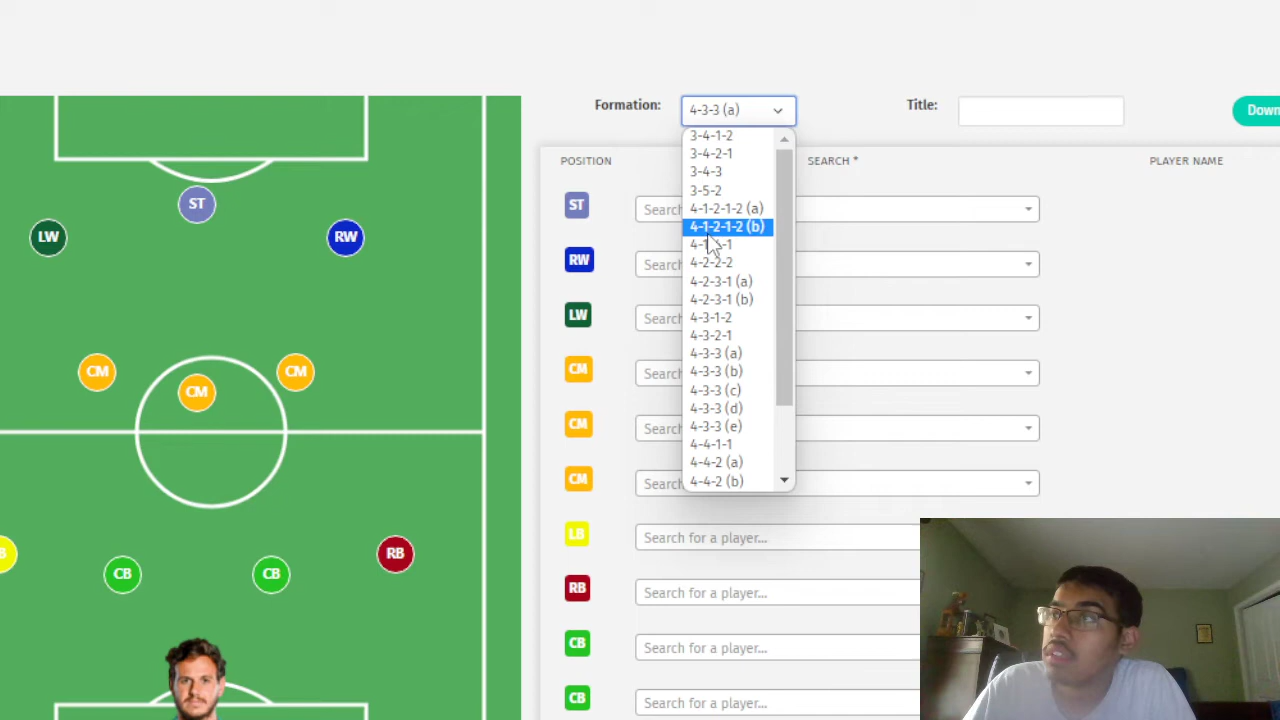 Formation:
4-3-3 (a)
Title:
Down
3-4-1-2
3-4-2-1
3-4-3
3-5-2
4-1-2-1-2 (a)
4-1-2-1-2 (b)
4-2-2-2
4-2-3-1 (a)
4-2-3-1 (b)
4-3-1-2
4-3-2-1
4-3-3 (a)
4-3-3 (b)
4-3-3 (c)
4-3-3 (d)
4-3-3 (e)
4-4-1-1
4-4-2 (a)
4-4-2 (b)
POSITION
SEARCH *
PLAYER NAME
ST
Search
RW
Search
LW
Search
CM
Search
CM
Search
CM
Search
LB
Search for a player...
RB
Search for a player...
CB
Search for a player...
CB
Search for a player...
ST
LW
RW
CM
CM
CM
B
RB
CB
CB